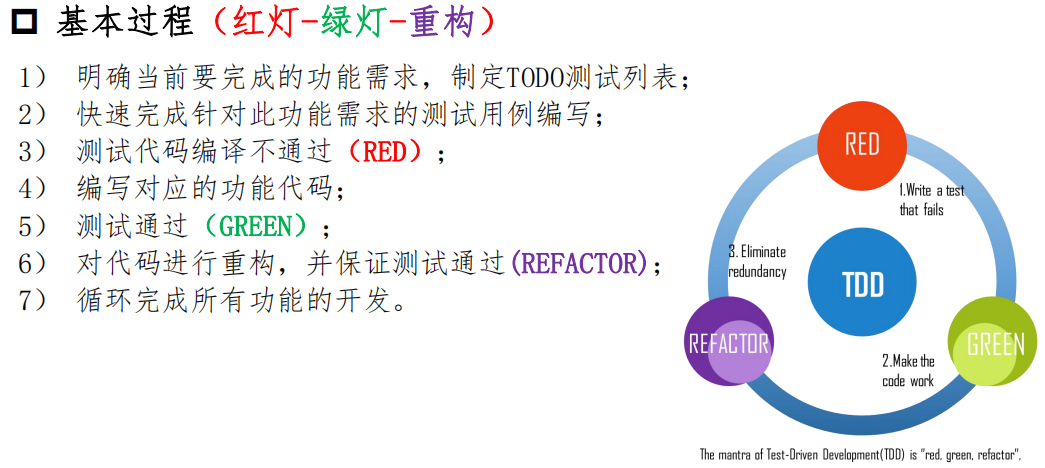 基本过程（红灯-绿灯-重构）
1） 明确当前要完成的功能需求，制定TODO测试列表；
2） 快速完成针对此功能需求的测试用例编写；
3） 测试代码编译不通过（RED）；
4） 编写对应的功能代码；
5） 测试通过（GREEN）；
6） 对代码进行重构，并保证测试通过(REFACTOR)；
7） 循环完成所有功能的开发。
RED
1.Write a test
that fails
3. Eliminate
redundancy
TDD
REFACTOR
GREEN
2.Make the
code work
The mantra of Test-Driven Development(TDD) is "red, green, refactor".